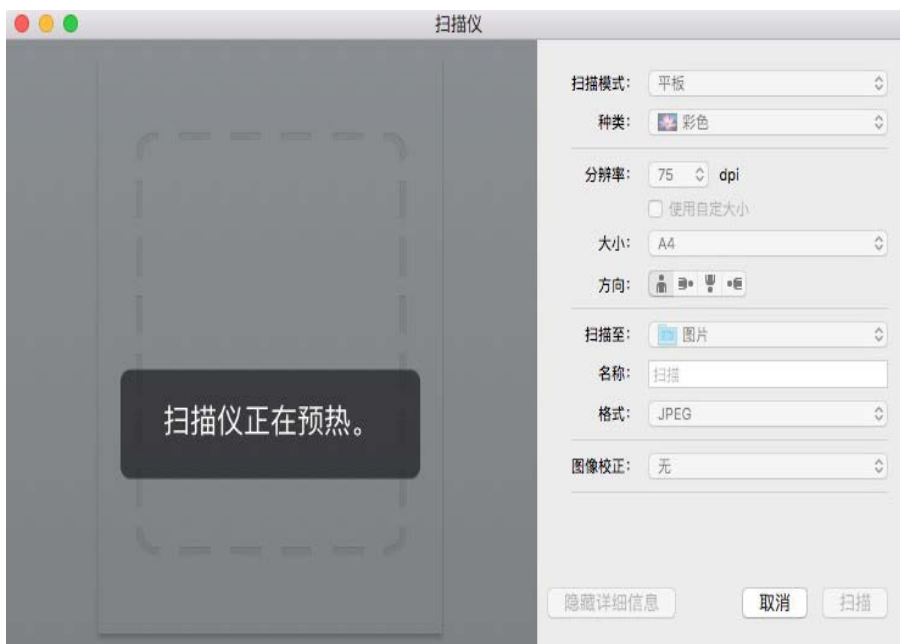 扫描仪
扫描模式: 平板
种类: 彩色
分辨率: 75 dpi
使用自定大小
大小: A4
方向:
扫描至: 图片
名称: 扫描
格式: JPEG
图像校正: 无
扫描仪正在预热。
隐藏详细信息 取消 扫描